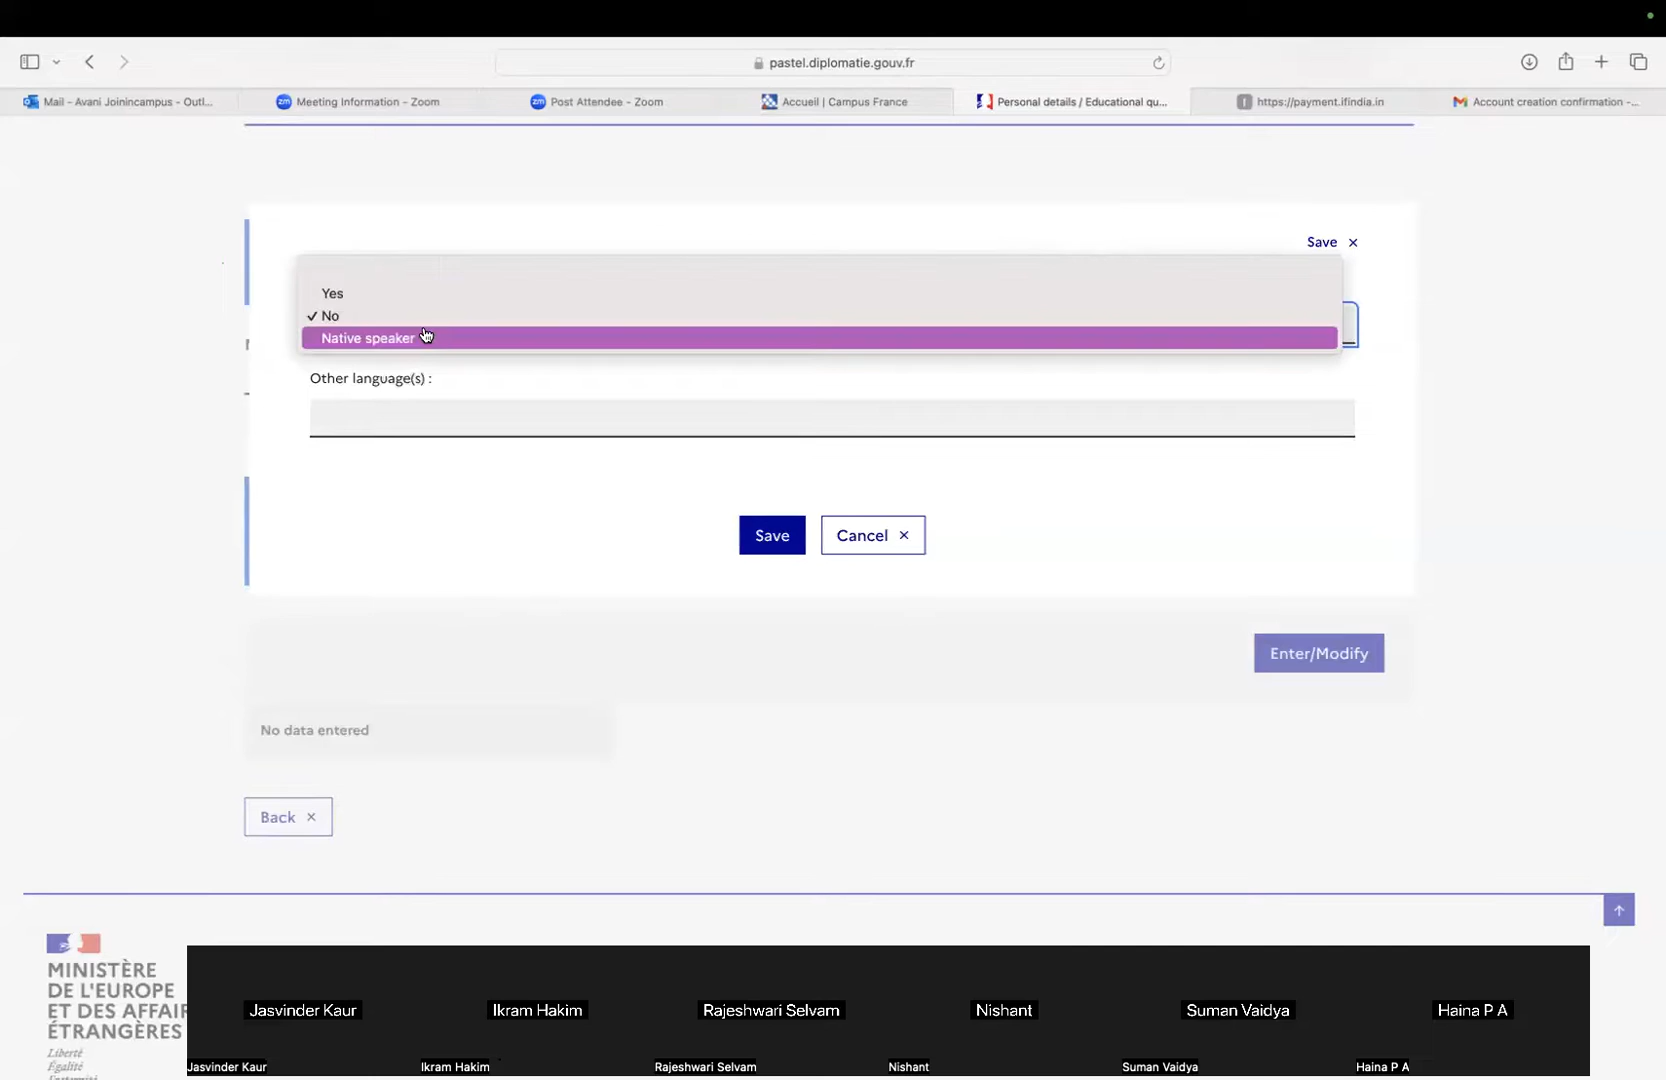 pastel.diplomatie.gouv.fr
Mail – Avani Joinincampus - Outl...
Meeting Information - Zoom
Post Attendee - Zoom
Accueil | Campus France
Personal details / Educational qu...
https://payment.ifindia.in
Account creation confirmation -...
Save ×
Yes
✓ No
Native speaker
Other language(s) :
Save
Cancel ×
Enter/Modify
No data entered
Back ×
MINISTÈRE
DE L'EUROPE
ET DES AFFAIR
ÉTRANGÈRES
Liberté
Égalité
Jasvinder Kaur
Ikram Hakim
Rajeshwari Selvam
Nishant
Suman Vaidya
Haina P A
Jasvinder Kaur
Ikram Hakim
Rajeshwari Selvam
Nishant
Suman Vaidya
Haina P A